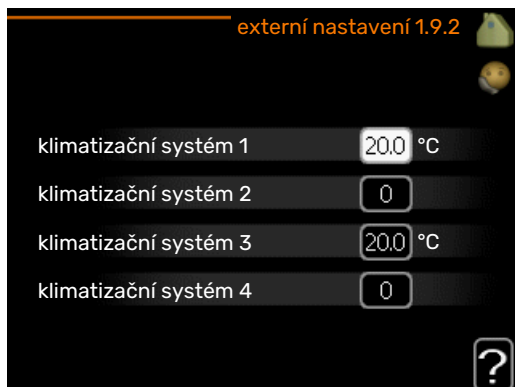 externí nastavení 1.9.2
klimatizační systém 1 20.0 °C
klimatizační systém 2 0
klimatizační systém 3 20.0 °C
klimatizační systém 4 0
?